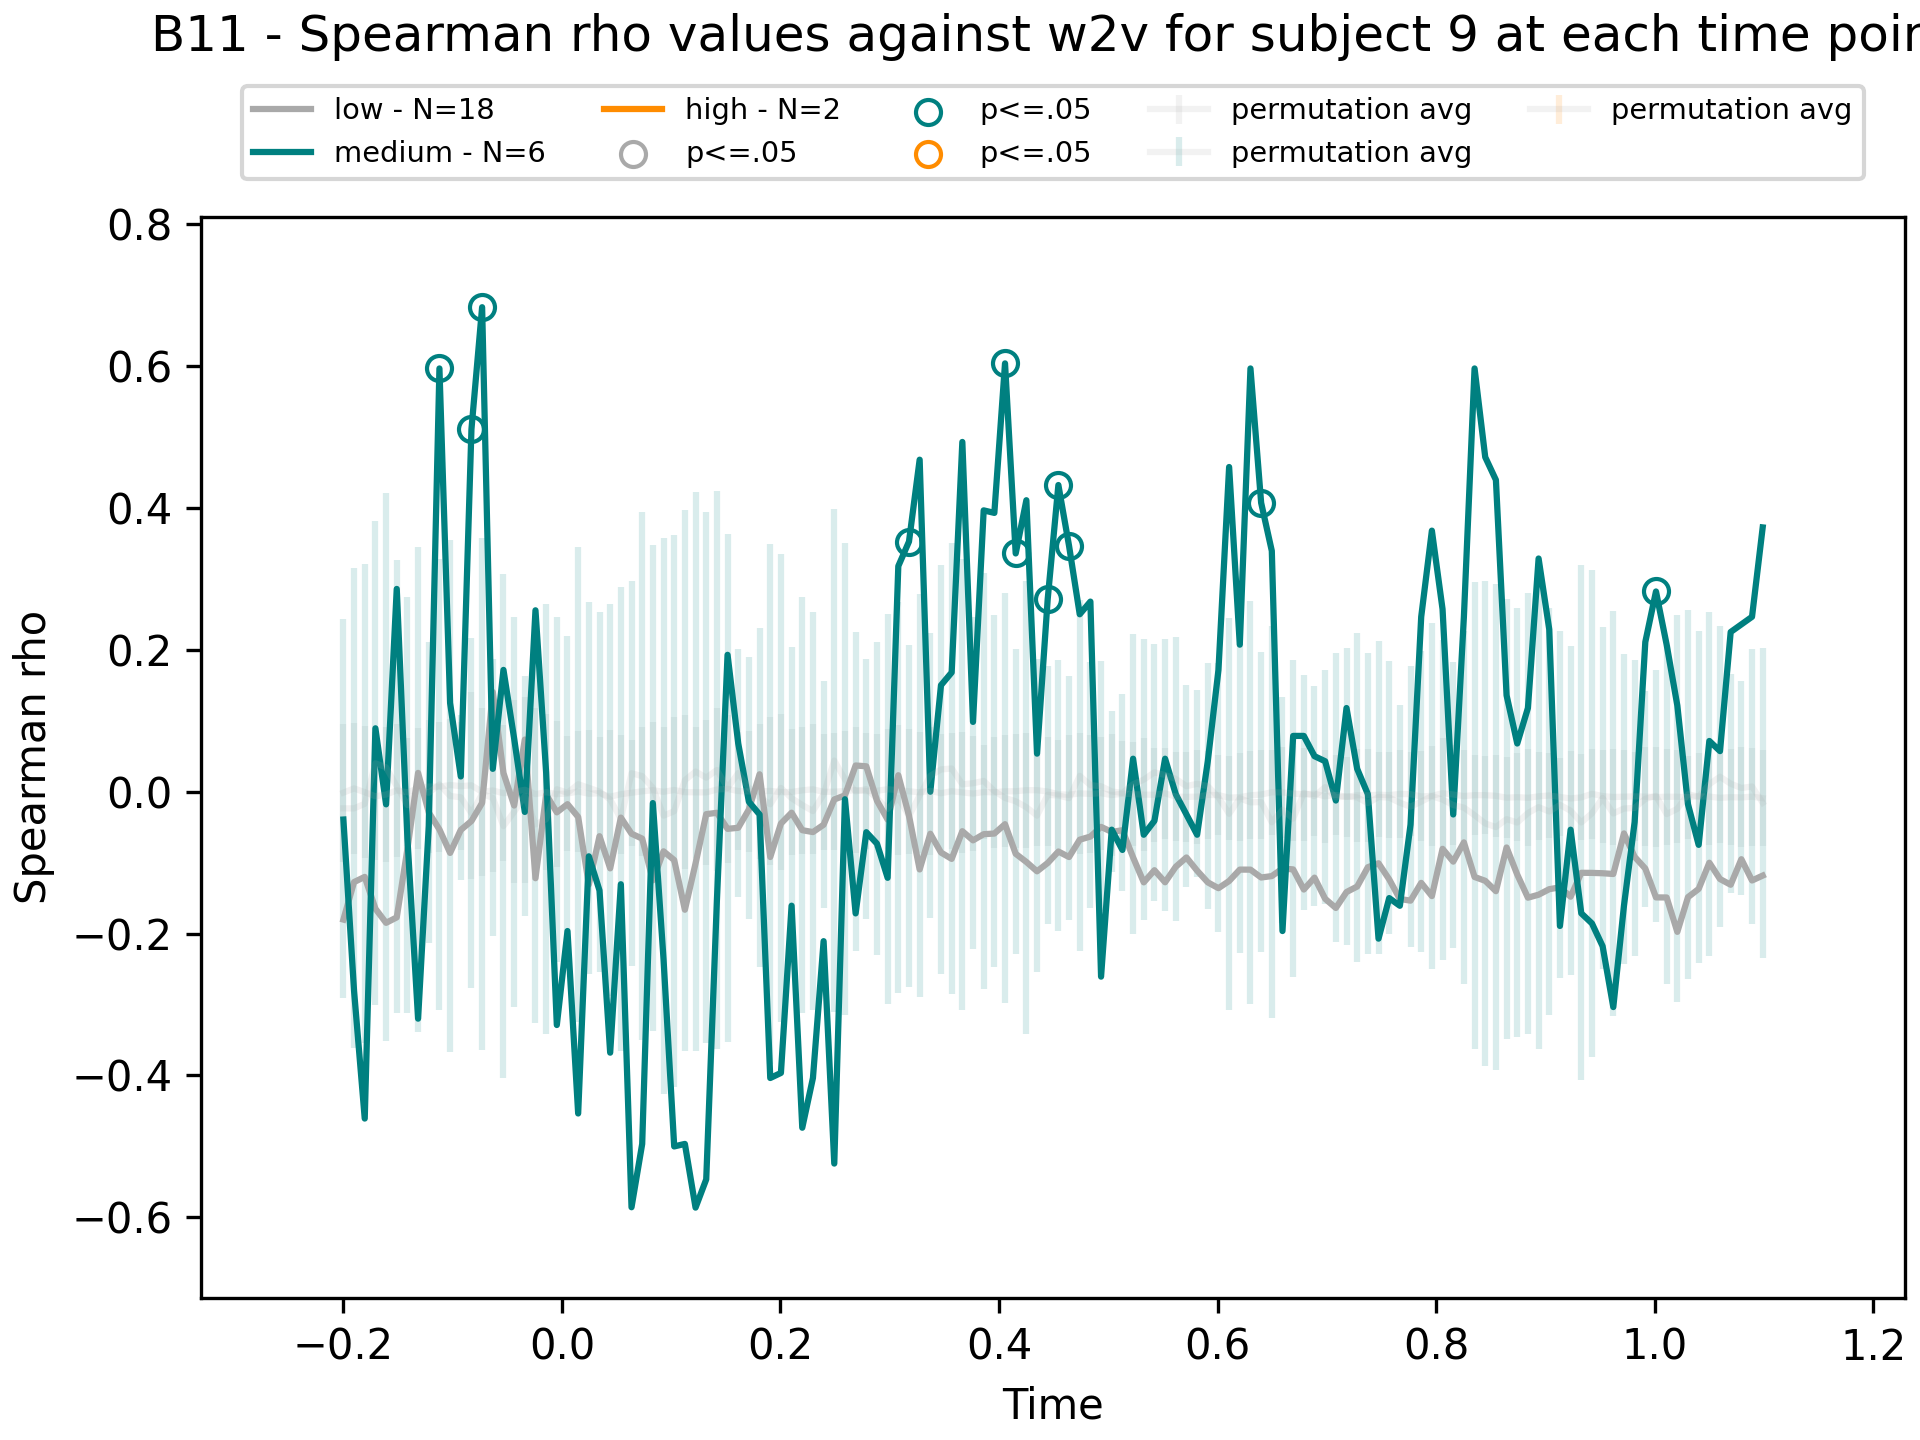 B11 - Spearman rho values against w2v for subject 9 at each time poin
low - N=18
medium - N=6
high - N=2
p<=.05
p<=.05
p<=.05
permutation avg
permutation avg
permutation avg
0.8
0.6
0.4
0.2
0.0
−0.2
−0.4
−0.6
Spearman rho
−0.2 0.0 0.2 0.4 0.6 0.8 1.0 1.2
Time